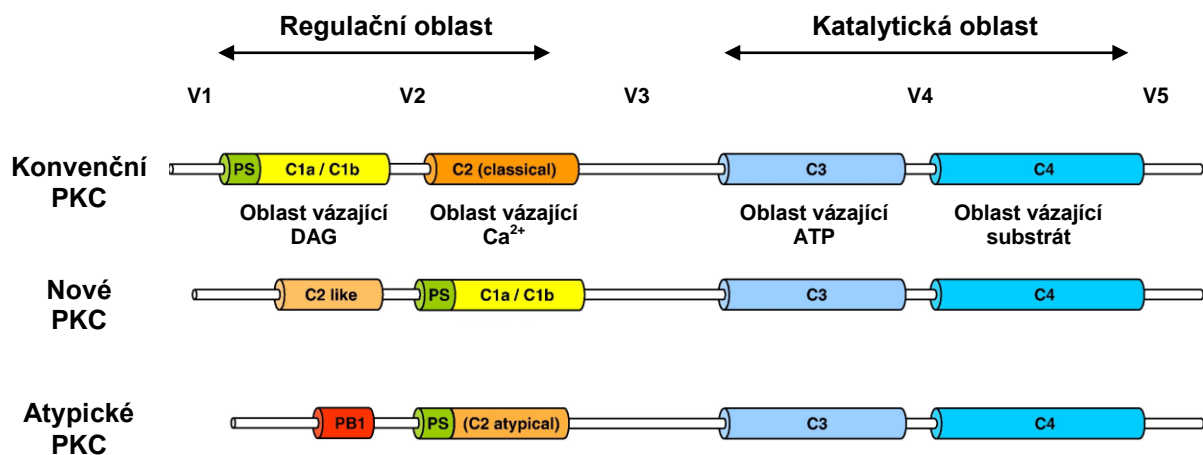 Regulační oblast
Katalytická oblast
V1
V2
V3
V4
V5
Konvenční
PKC
PS
C1a / C1b
C2 (classical)
C3
C4
Oblast vázající
DAG
Oblast vázající
Ca²⁺
Oblast vázající
ATP
Oblast vázající
substrát
Nové
PKC
C2 like
PS
C1a / C1b
C3
C4
Atypické
PKC
PB1
PS
(C2 atypical)
C3
C4